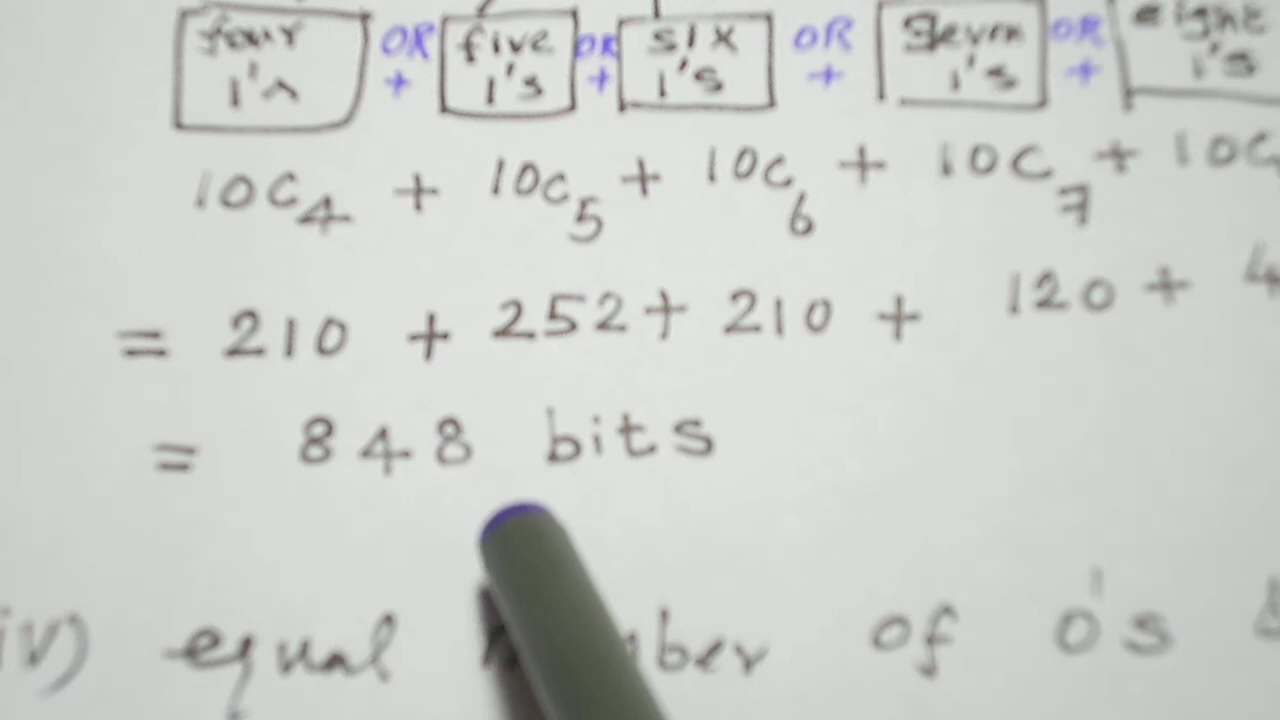 four OR five OR six OR Seven OR eight
1's + 1's + 1's + 1's + 1's
10C4 + 10C5 + 10C6 + 10C7 + 10C
= 210 + 252 + 210 + 120 + 4
= 848 bits
iv) equal of 0's